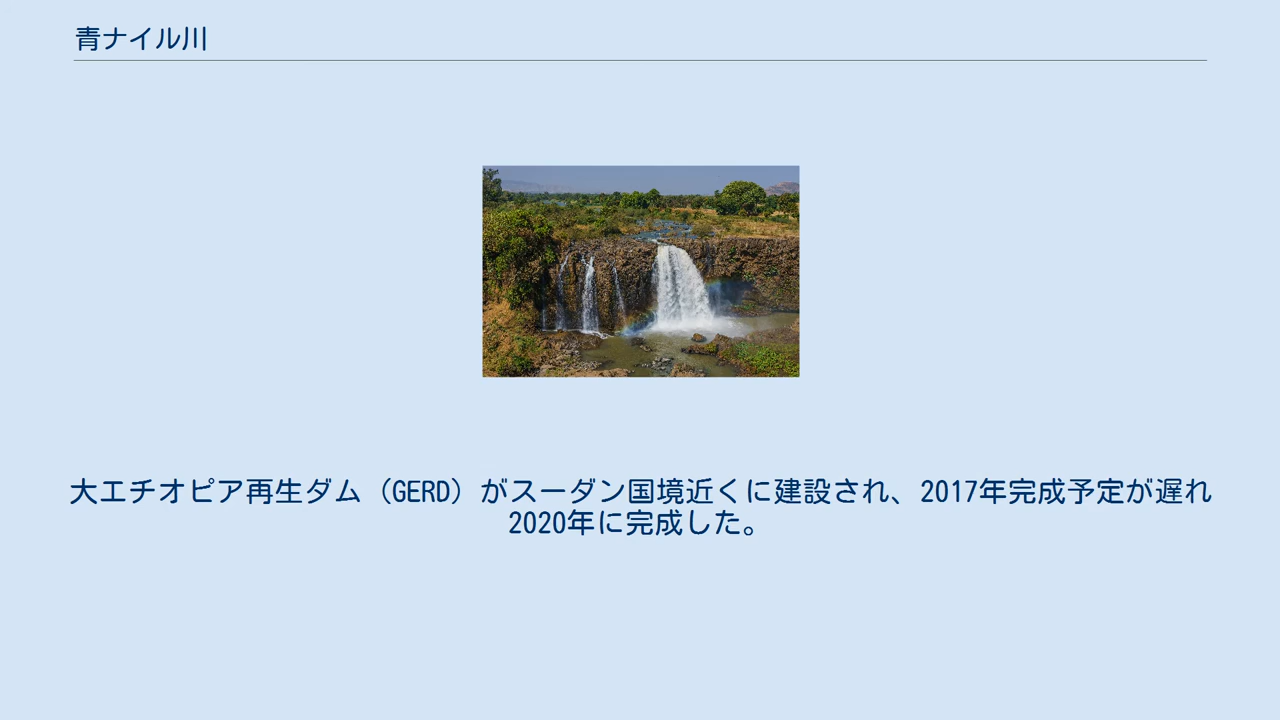 青ナイル川
大エチオピア再生ダム（GERD）がスーダン国境近くに建設され、2017年完成予定が遅れ
2020年に完成した。